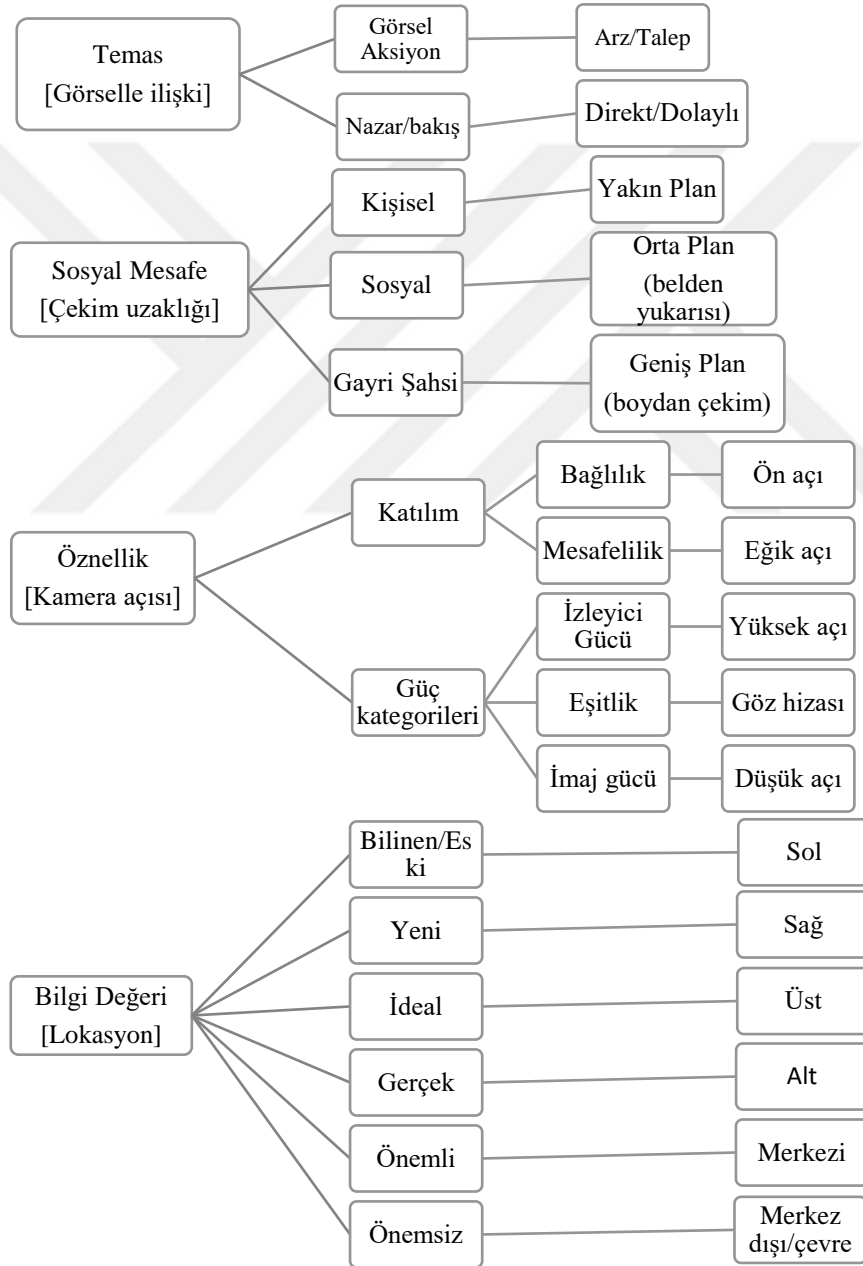 Temas
[Görselle ilişki]
Görsel
Aksiyon
Arz/Talep
Nazar/bakış
Direkt/Dolaylı
Sosyal Mesafe
[Çekim uzaklığı]
Kişisel
Yakın Plan
Sosyal
Orta Plan
(belden
yukarısı)
Gayri Şahsi
Geniş Plan
(boydan çekim)
Öznellik
[Kamera açısı]
Katılım
Bağlılık
Ön açı
Mesafelilik
Eğik açı
Güç
kategorileri
İzleyici
Gücü
Yüksek açı
Eşitlik
Göz hizası
İmaj gücü
Düşük açı
Bilgi Değeri
[Lokasyon]
Bilinen/Es
ki
Sol
Yeni
Sağ
İdeal
Üst
Gerçek
Alt
Önemli
Merkezi
Önemsiz
Merkez
dışı/çevre